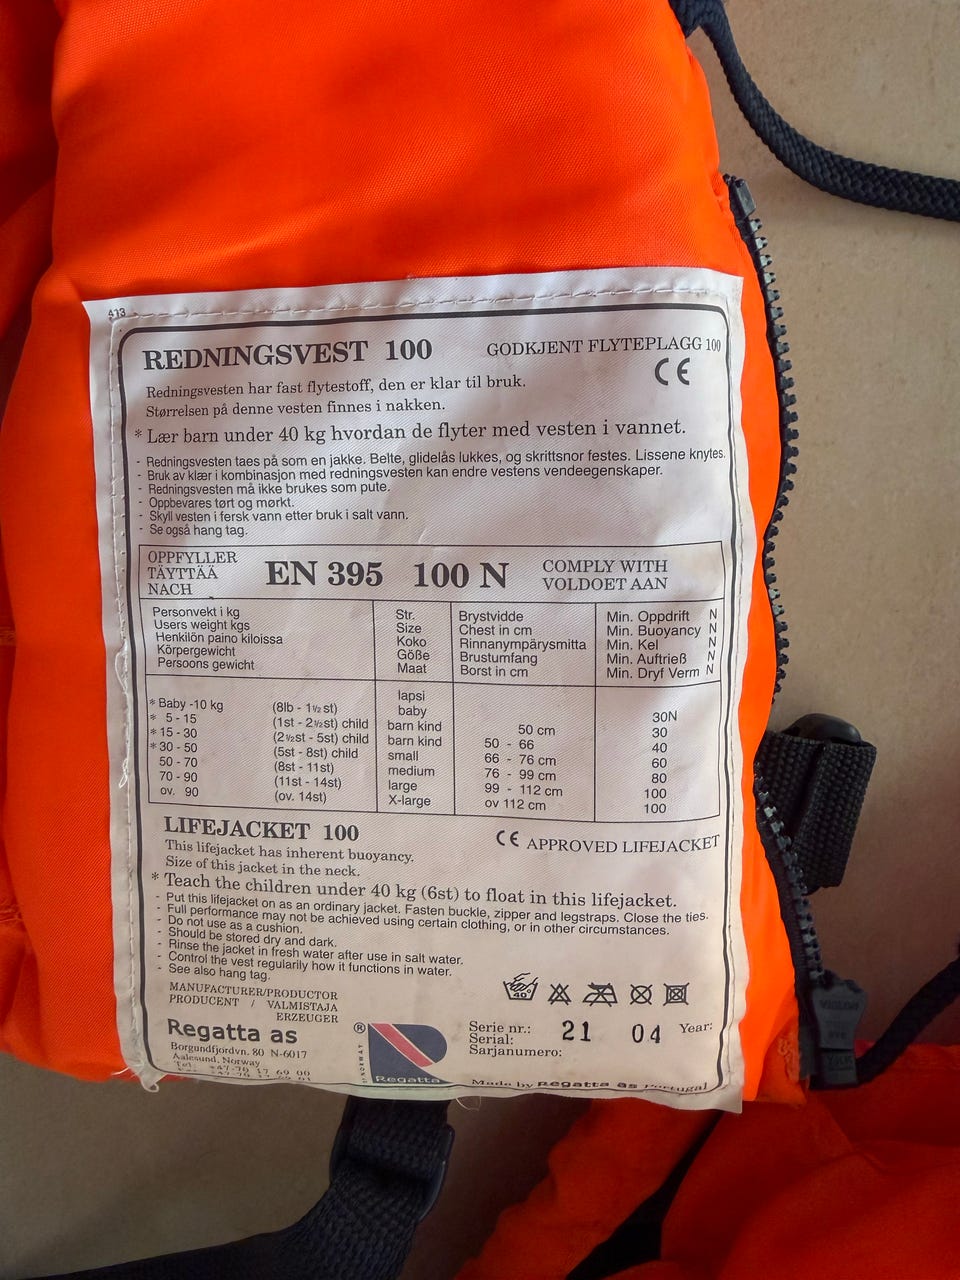 413
REDNINGSVEST 100 GODKJENT FLYTEPLAGG 100
CE
Redningsvesten har fast flytestoff, den er klar til bruk.
Størrelsen på denne vesten finnes i nakken.
* Lær barn under 40 kg hvordan de flyter med vesten i vannet.
- Redningsvesten taes på som en jakke. Belte, glidelås lukkes, og skrittsnor festes. Lissene knytes.
- Bruk av klær i kombinasjon med redningsvesten kan endre vestens vendeegenskaper.
- Redningsvesten må ikke brukes som pute.
- Oppbevares tørt og mørkt.
- Skyll vesten i fersk vann etter bruk i salt vann.
- Se også hang tag.
OPPFYLLER
TÄYTTÄÄ
NACH
EN 395 100 N
COMPLY WITH
VOLDOET AAN
Personvekt i kg Str. Brystvidde Min. Oppdrift N
Users weight kgs Size Chest in cm Min. Buoyancy N
Henkilön paino kiloissa Koko Rinnanympärysmitta Min. Kel N
Körpergewicht Göße Brustumfang Min. Auftrieß N
Persoons gewicht Maat Borst in cm Min. Dryf Verm N
lapsi
* Baby -10 kg (8lb - 1½ st) baby 30N
* 5 - 15 (1st - 2½st) child barn kind 50 cm 30
* 15 - 30 (2½st - 5st) child barn kind 50 - 66 40
* 30 - 50 (5st - 8st) child small 66 - 76 cm 60
50 - 70 (8st - 11st) medium 76 - 99 cm 80
70 - 90 (11st - 14st) large 99 - 112 cm 100
ov. 90 (ov. 14st) X-large ov 112 cm 100
LIFEJACKET 100 CE APPROVED LIFEJACKET
This lifejacket has inherent buoyancy.
Size of this jacket in the neck.
* Teach the children under 40 kg (6st) to float in this lifejacket.
- Put this lifejacket on as an ordinary jacket. Fasten buckle, zipper and legstraps. Close the ties.
- Full performance may not be achieved using certain clothing, or in other circumstances.
- Do not use as a cushion.
- Should be stored dry and dark.
- Rinse the jacket in fresh water after use in salt water.
- Control the vest regularily how it functions in water.
- See also hang tag.
40°
MANUFACTURER/PRODUCTOR
PRODUCENT / VALMISTAJA
ERZEUGER
Regatta as
Borgundfjordvn. 80 N-6017
Aalesund, Norway
Tel: +47-70 17 69 00
+47-70 17 69 01
®
NORWAY
Regatta
Serie nr.: 21 04 Year:
Serial:
Sarjanumero:
Made by Regatta as Portugal